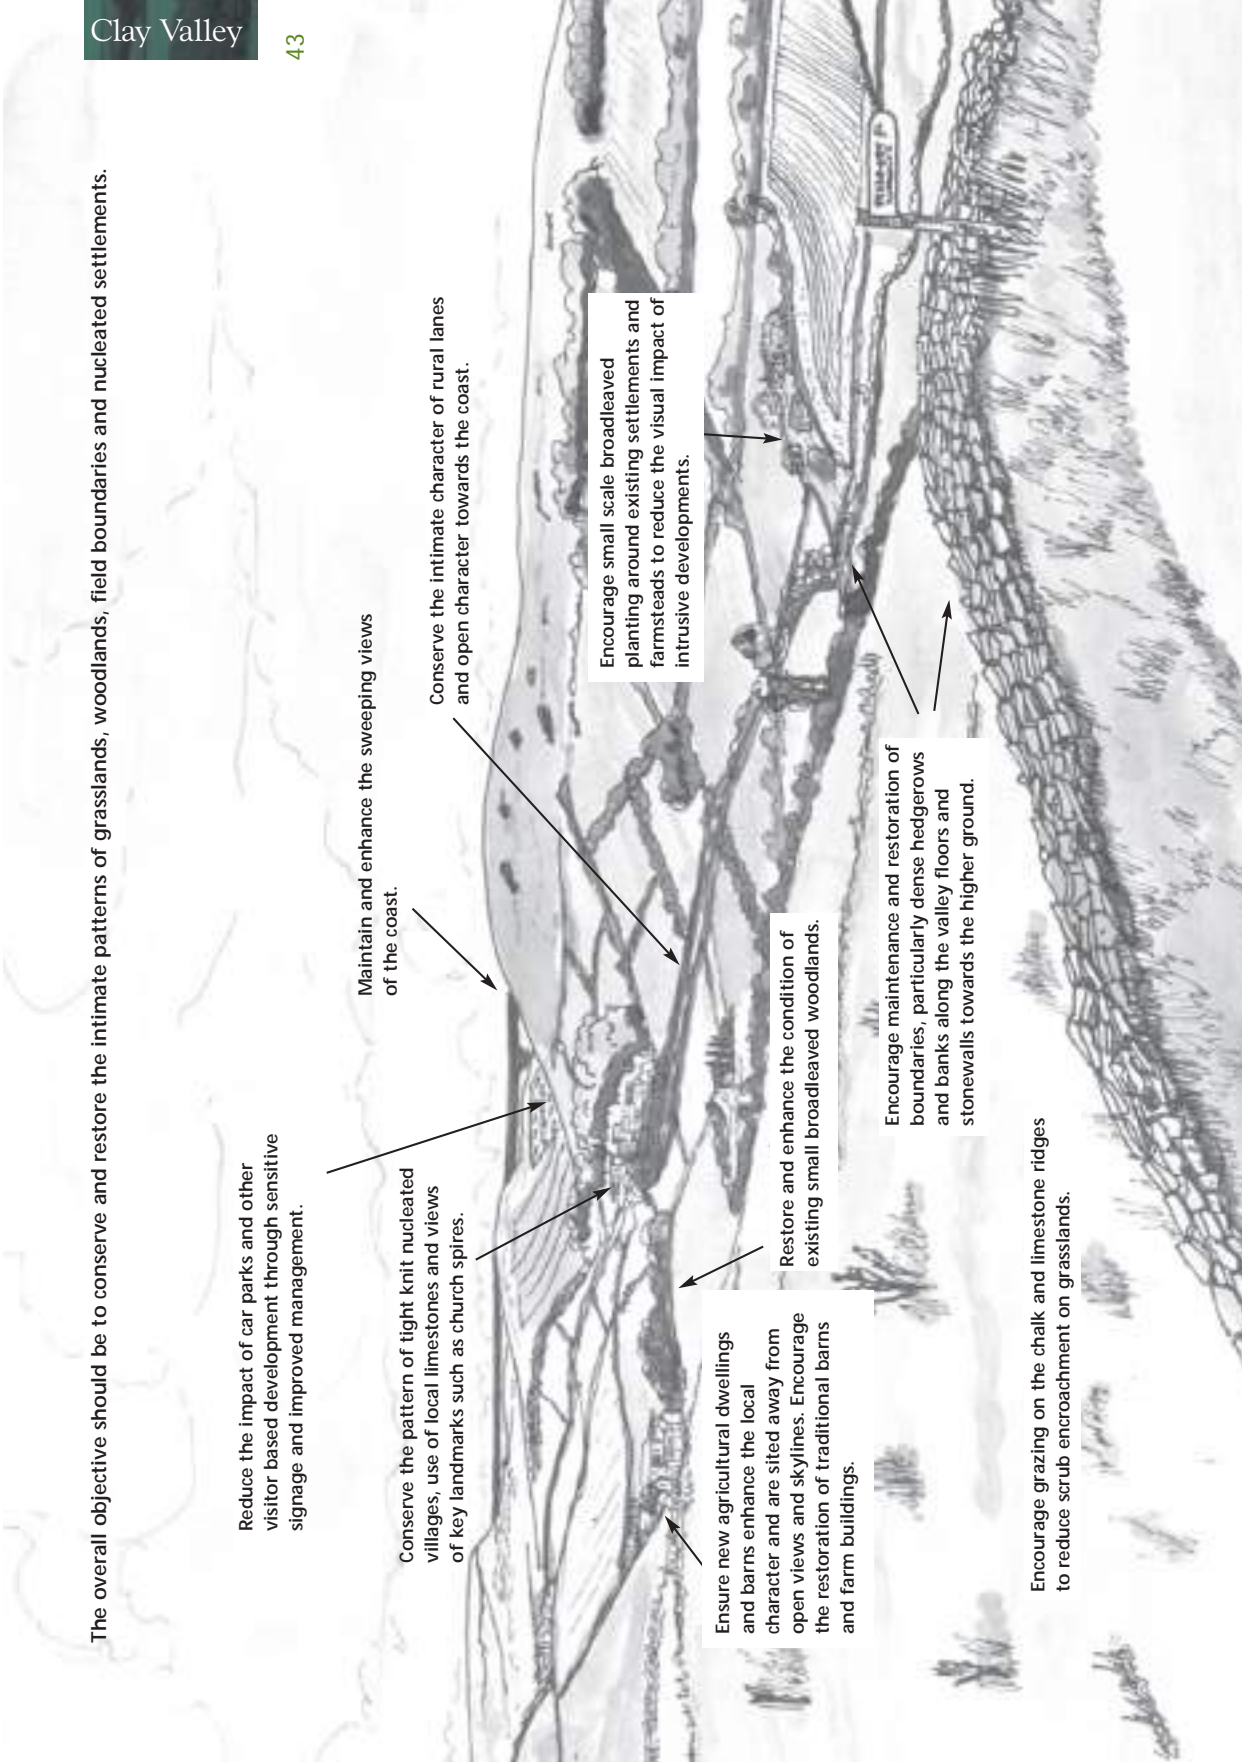 Clay Valley
43
The overall objective should be to conserve and restore the intimate patterns of grasslands, woodlands, field boundaries and nucleated settlements.
Reduce the impact of car parks and other
visitor based development through sensitive
signage and improved management.
Maintain and enhance the sweeping views
of the coast.
Conserve the pattern of tight knit nucleated
villages, use of local limestones and views
of key landmarks such as church spires.
Conserve the intimate character of rural lanes
and open character towards the coast.
Encourage small scale broadleaved
planting around existing settlements and
farmsteads to reduce the visual impact of
intrusive developments.
Ensure new agricultural dwellings
and barns enhance the local
character and are sited away from
open views and skylines. Encourage
the restoration of traditional barns
and farm buildings.
Restore and enhance the condition of
existing small broadleaved woodlands.
Encourage maintenance and restoration of
boundaries, particularly dense hedgerows
and banks along the valley floors and
stonewalls towards the higher ground.
Encourage grazing on the chalk and limestone ridges
to reduce scrub encroachment on grasslands.